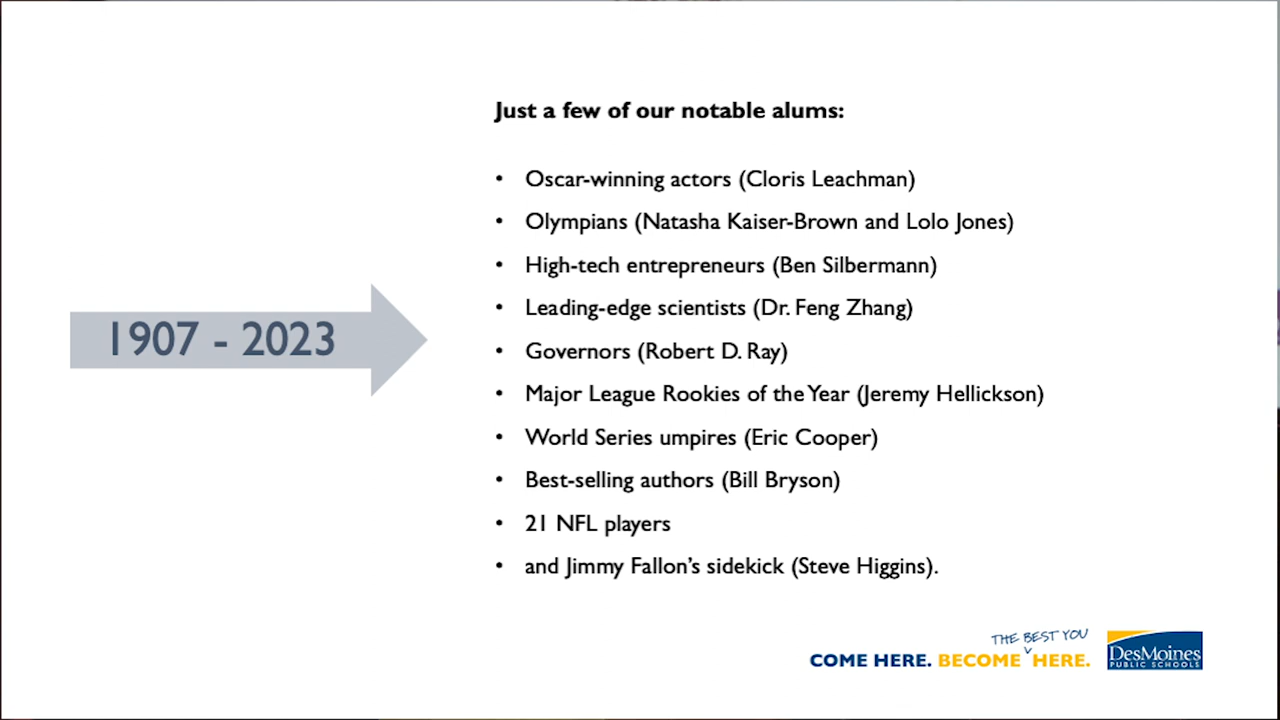 Just a few of our notable alums:
• Oscar-winning actors (Cloris Leachman)
• Olympians (Natasha Kaiser-Brown and Lolo Jones)
• High-tech entrepreneurs (Ben Silbermann)
• Leading-edge scientists (Dr. Feng Zhang)
• Governors (Robert D. Ray)
• Major League Rookies of the Year (Jeremy Hellickson)
• World Series umpires (Eric Cooper)
• Best-selling authors (Bill Bryson)
• 21 NFL players
• and Jimmy Fallon’s sidekick (Steve Higgins).
1907 - 2023
THE BEST YOU
COME HERE. BECOME HERE.
DesMoines
PUBLIC SCHOOLS